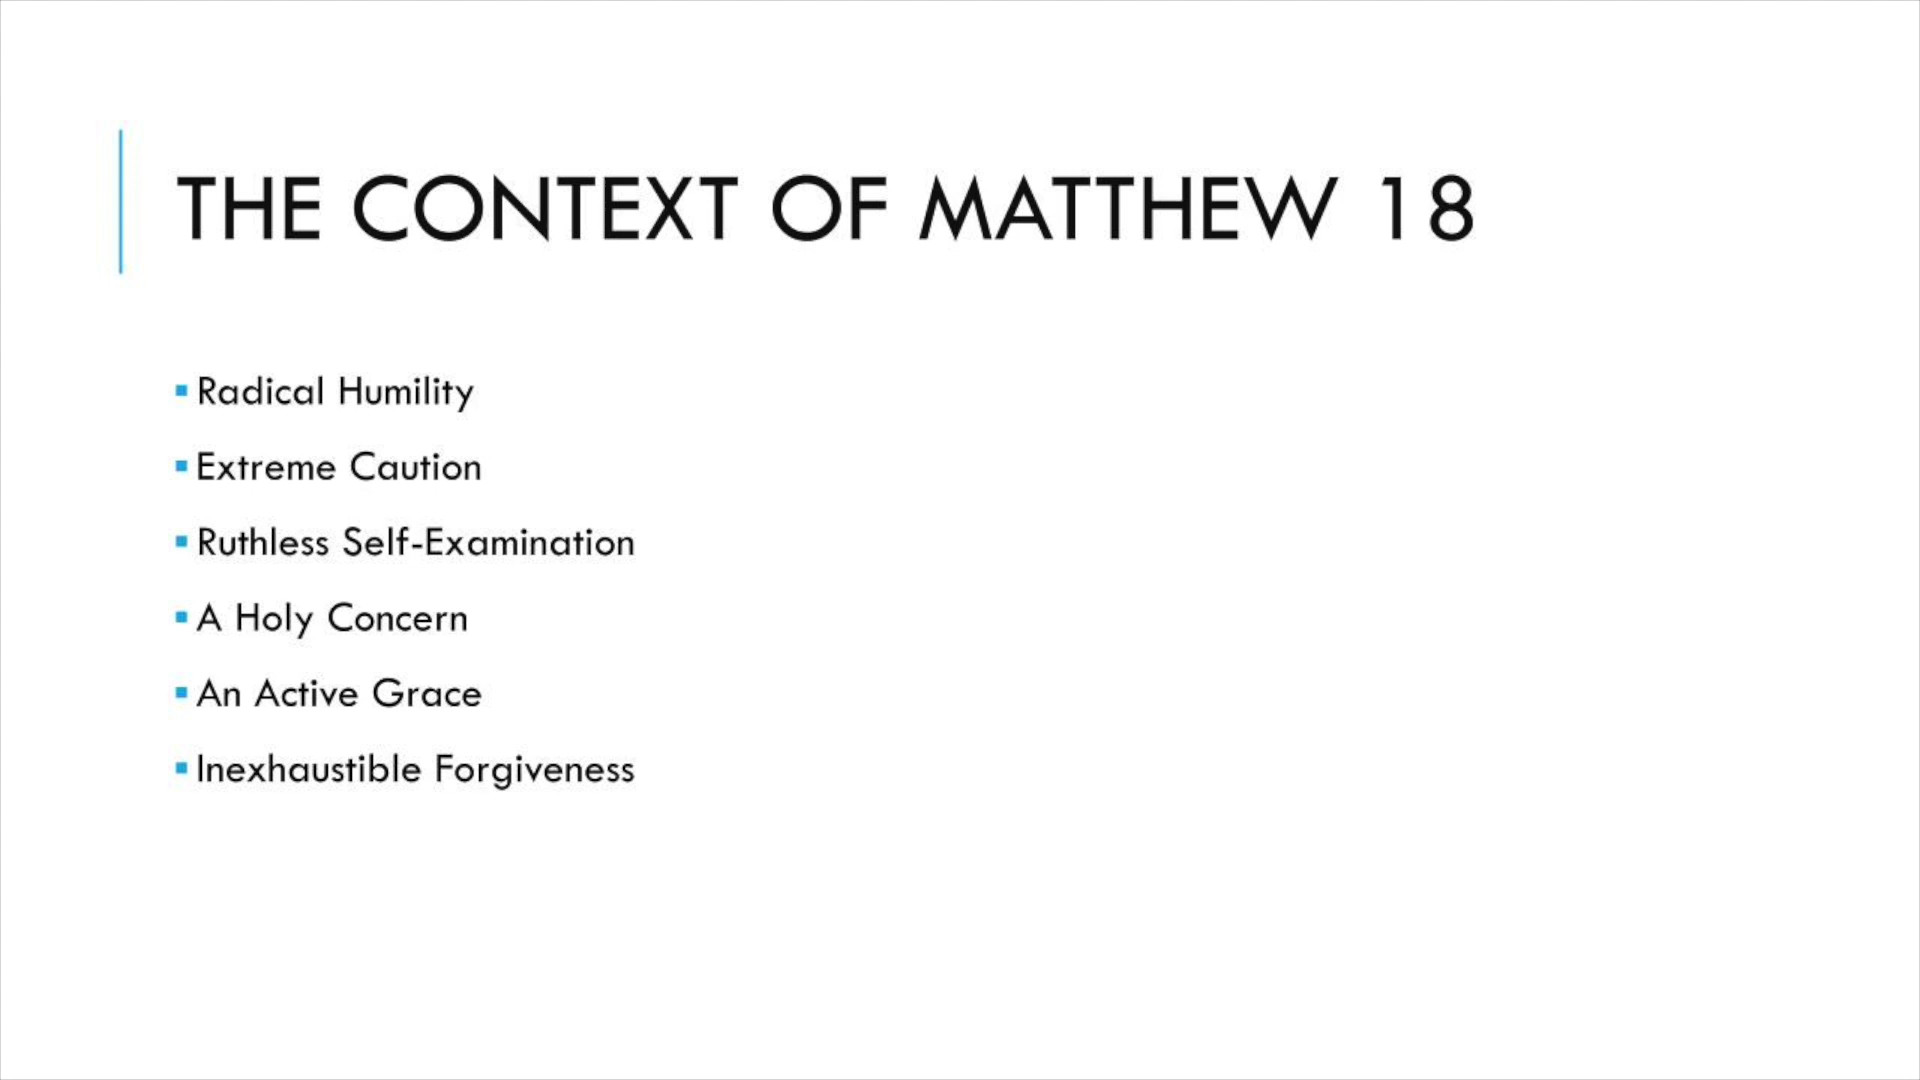 THE CONTEXT OF MATTHEW 18
Radical Humility
Extreme Caution
Ruthless Self-Examination
A Holy Concern
An Active Grace
Inexhaustible Forgiveness